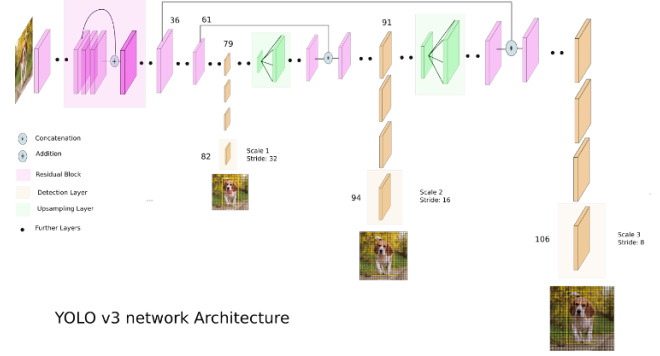 36
61
79
91
82
Scale 1
Stride: 32
94
Scale 2
Stride: 16
106
Scale 3
Stride: 8
Concatenation
Addition
Residual Block
Detection Layer
Upsampling Layer
Further Layers
YOLO v3 network Architecture